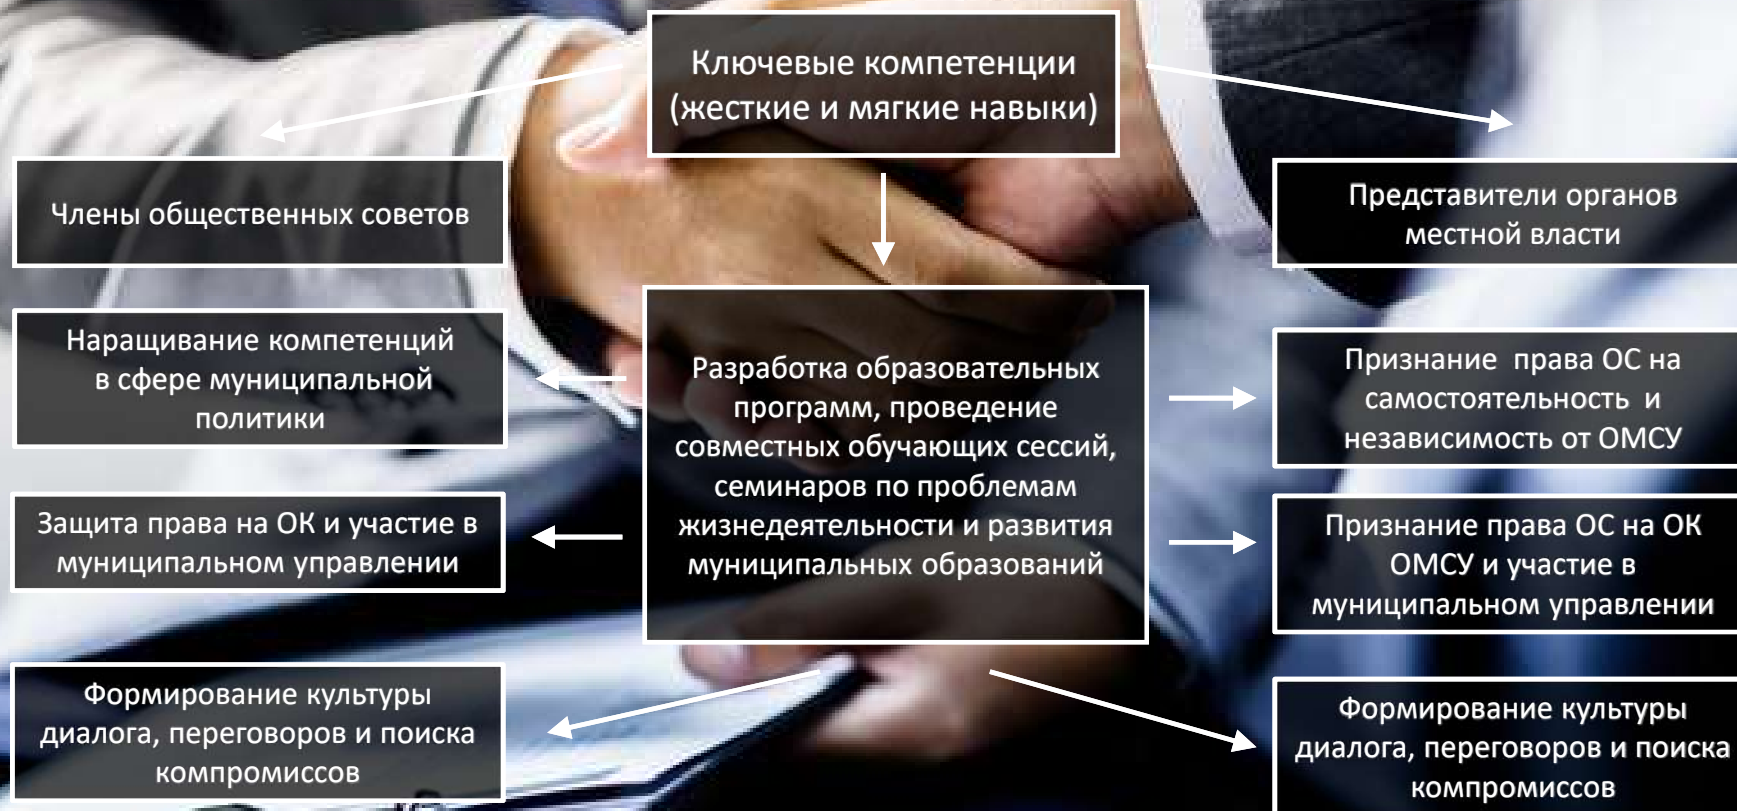 Ключевые компетенции
(жесткие и мягкие навыки)
Члены общественных советов
Представители органов
местной власти
Наращивание компетенций
в сфере муниципальной
политики
Разработка образовательных
программ, проведение
совместных обучающих сессий,
семинаров по проблемам
жизнедеятельности и развития
муниципальных образований
Признание права ОС на
самостоятельность и
независимость от ОМСУ
Защита права на ОК и участие в
муниципальном управлении
Признание права ОС на ОК
ОМСУ и участие в
муниципальном управлении
Формирование культуры
диалога, переговоров и поиска
компромиссов
Формирование культуры
диалога, переговоров и поиска
компромиссов